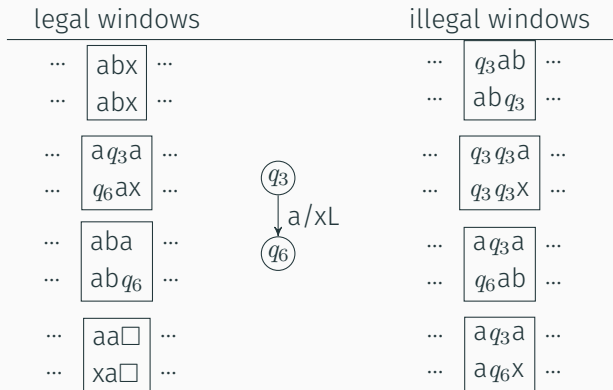 legal windows illegal windows
... abx ...
... abx ...
... q₃ab ...
... abq₃ ...
... aq₃a ...
... q₆ax ...
... q₃q₃a ...
... q₃q₃x ...
q₃
a/xL
q₆
... aba ...
... abq₆ ...
... aq₃a ...
... q₆ab ...
... aa□ ...
... xa□ ...
... aq₃a ...
... aq₆x ...